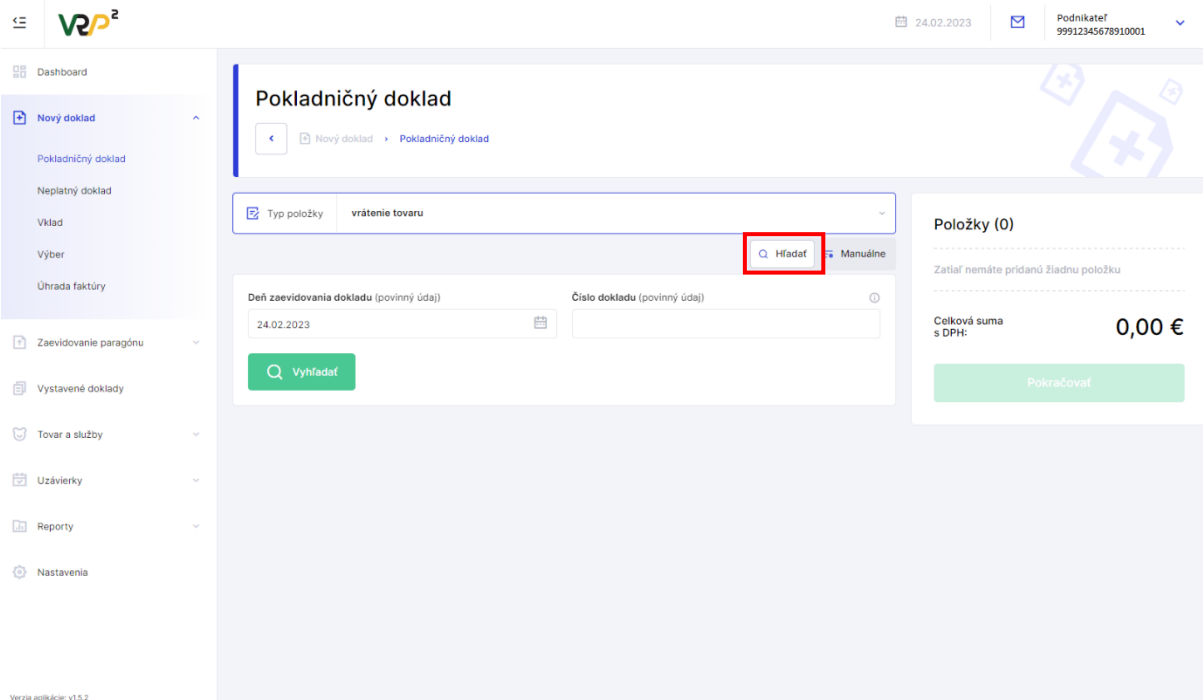 VRP²
24.02.2023
Podnikateľ
99912345678910001
Dashboard
Nový doklad
Pokladničný doklad
Neplatný doklad
Vklad
Výber
Úhrada faktúry
Zaevidovanie paragónu
Vystavené doklady
Tovar a služby
Uzávierky
Reporty
Nastavenia
Verzia aplikácie: v1.5.2
Pokladničný doklad
Nový doklad
Pokladničný doklad
Typ položky
vrátenie tovaru
Hľadať
Manuálne
Deň zaevidovania dokladu (povinný údaj)
Číslo dokladu (povinný údaj)
24.02.2023
Vyhľadať
Položky (0)
Zatiaľ nemáte pridanú žiadnu položku
Celková suma
s DPH:
0,00 €
Pokračovať